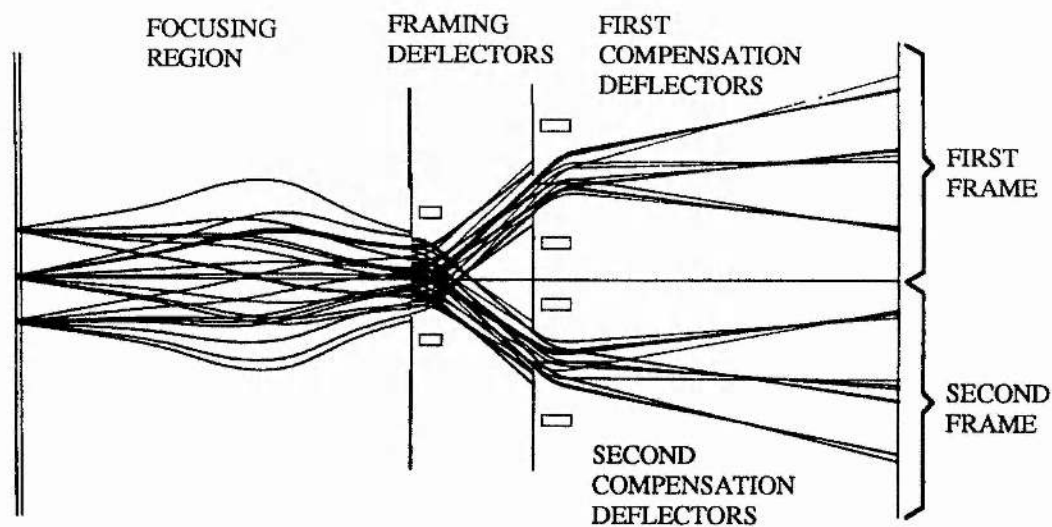 FOCUSING
REGION
FRAMING
DEFLECTORS
FIRST
COMPENSATION
DEFLECTORS
FIRST
FRAME
SECOND
FRAME
SECOND
COMPENSATION
DEFLECTORS